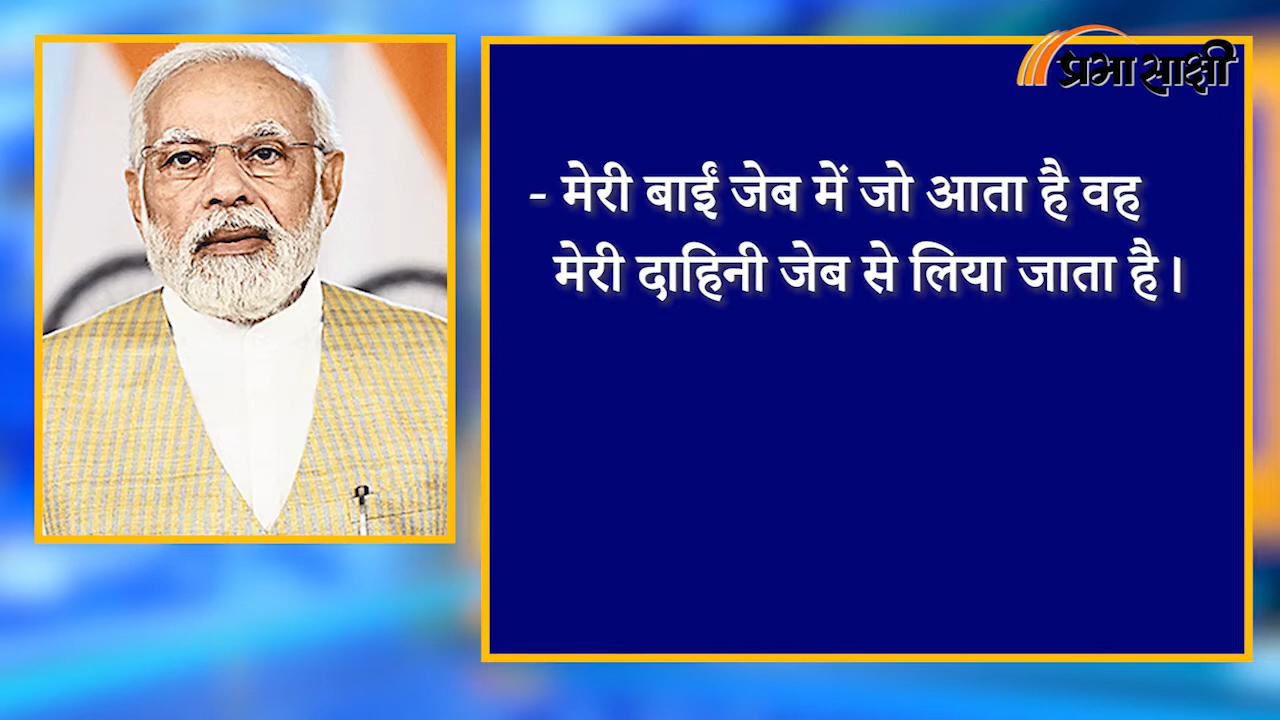 प्रभासाक्षी
- मेरी बाईं जेब में जो आता है वह
मेरी दाहिनी जेब से लिया जाता है।